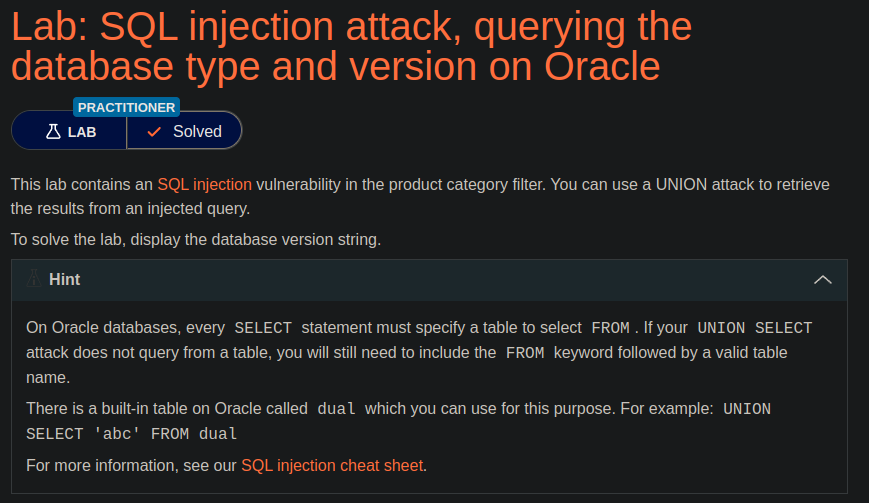 Lab: SQL injection attack, querying the
database type and version on Oracle
PRACTITIONER
LAB
Solved
This lab contains an SQL injection vulnerability in the product category filter. You can use a UNION attack to retrieve
the results from an injected query.
To solve the lab, display the database version string.
Hint
On Oracle databases, every SELECT statement must specify a table to select FROM . If your UNION SELECT
attack does not query from a table, you will still need to include the FROM keyword followed by a valid table
name.
There is a built-in table on Oracle called dual which you can use for this purpose. For example: UNION
SELECT 'abc' FROM dual
For more information, see our SQL injection cheat sheet.